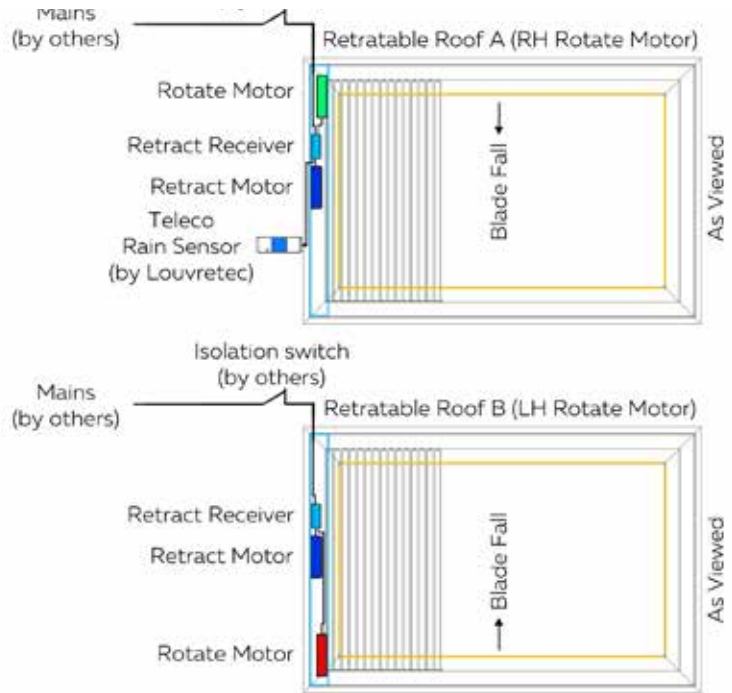 Mains
(by others)
Retratable Roof A (RH Rotate Motor)
Rotate Motor
Retract Receiver
Retract Motor
Teleco
Rain Sensor
(by Louvretec)
Blade Fall
As Viewed
Isolation switch
(by others)
Mains
(by others)
Retratable Roof B (LH Rotate Motor)
Retract Receiver
Retract Motor
Rotate Motor
Blade Fall
As Viewed